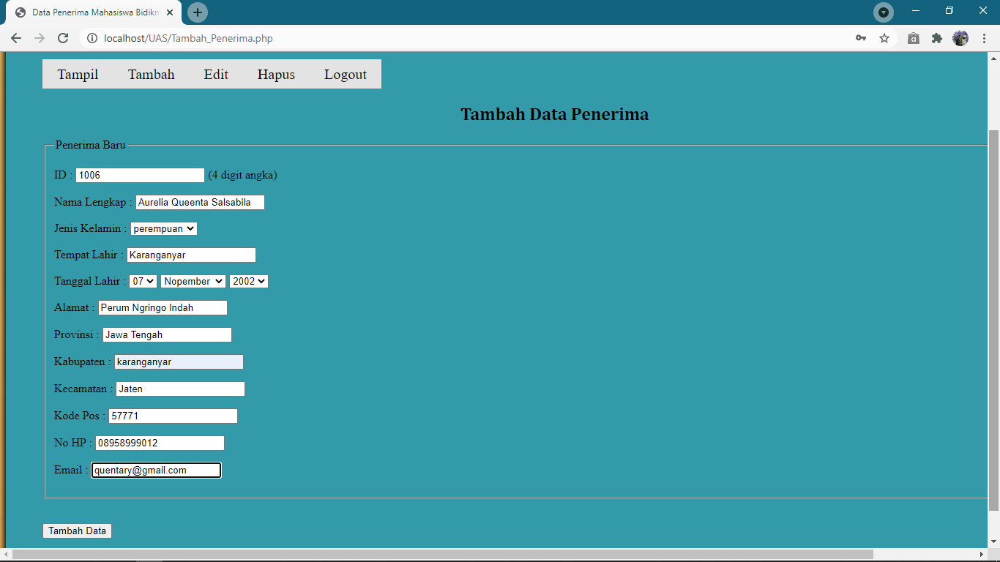 Data Penerima Mahasiswa Bidikm
localhost/UAS/Tambah_Penerima.php
Tampil Tambah Edit Hapus Logout
Tambah Data Penerima
Penerima Baru
ID : 1006 (4 digit angka)
Nama Lengkap : Aurelia Queenta Salsabila
Jenis Kelamin : perempuan
Tempat Lahir : Karanganyar
Tanggal Lahir : 07 Nopember 2002
Alamat : Perum Ngringo Indah
Provinsi : Jawa Tengah
Kabupaten : karanganyar
Kecamatan : Jaten
Kode Pos : 57771
No HP : 08958999012
Email : quentary@gmail.com
Tambah Data